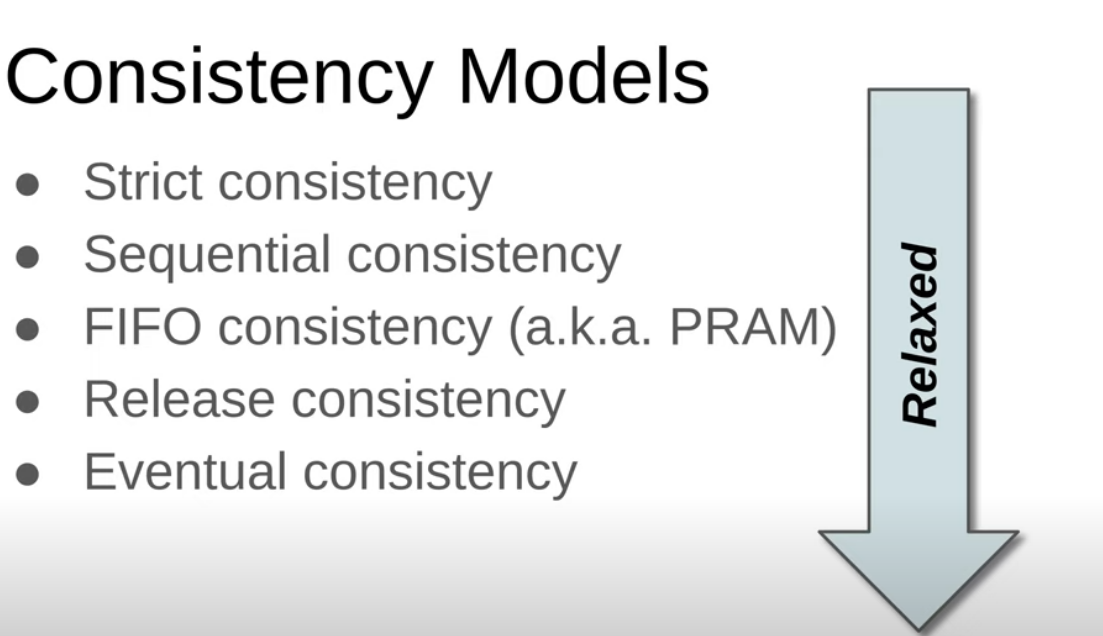 Consistency Models
● Strict consistency
● Sequential consistency
● FIFO consistency (a.k.a. PRAM)
● Release consistency
● Eventual consistency
Relaxed